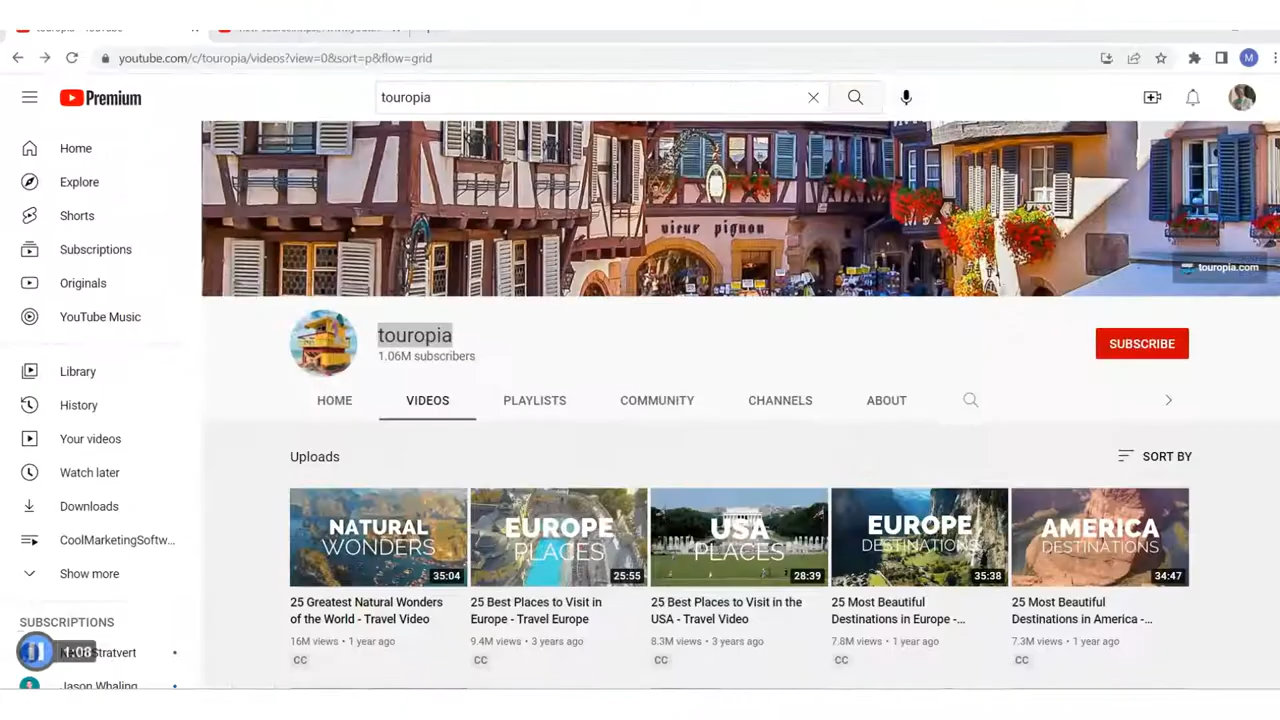 youtube.com/c/touropia/videos?view=0&sort=p&flow=grid
M
Premium
touropia
Home
Explore
Shorts
Subscriptions
Originals
YouTube Music
Library
History
Your videos
Watch later
Downloads
CoolMarketingSoftw...
Show more
SUBSCRIPTIONS
Stratvert
Jason Whaling
vieux pignon
touropia.com
touropia
1.06M subscribers
SUBSCRIBE
HOME VIDEOS PLAYLISTS COMMUNITY CHANNELS ABOUT
Uploads
SORT BY
NATURAL
WONDERS
35:04
25 Greatest Natural Wonders
of the World - Travel Video
16M views • 1 year ago
CC
EUROPE
PLACES
25:55
25 Best Places to Visit in
Europe - Travel Europe
9.4M views • 3 years ago
CC
USA
PLACES
28:39
25 Best Places to Visit in the
USA - Travel Video
8.3M views • 3 years ago
CC
EUROPE
DESTINATIONS
35:38
25 Most Beautiful
Destinations in Europe -...
7.8M views • 1 year ago
CC
AMERICA
DESTINATIONS
34:47
25 Most Beautiful
Destinations in America -...
7.3M views • 1 year ago
CC